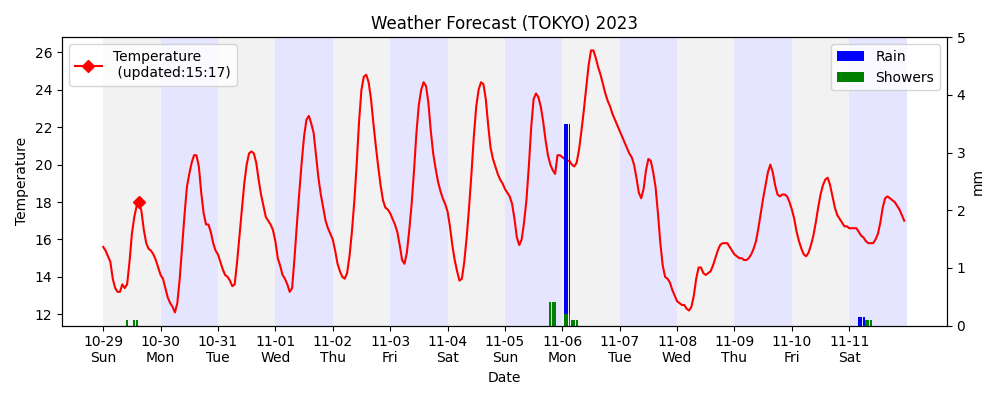 Weather Forecast (TOKYO) 2023
Temperature
(updated:15:17)
Rain
Showers
Temperature
26
24
22
20
18
16
14
12
5
4
3
2
1
0
mm
10-29 10-30 10-31 11-01 11-02 11-03 11-04 11-05 11-06 11-07 11-08 11-09 11-10 11-11
Sun Mon Tue Wed Thu Fri Sat Sun Mon Tue Wed Thu Fri Sat
Date